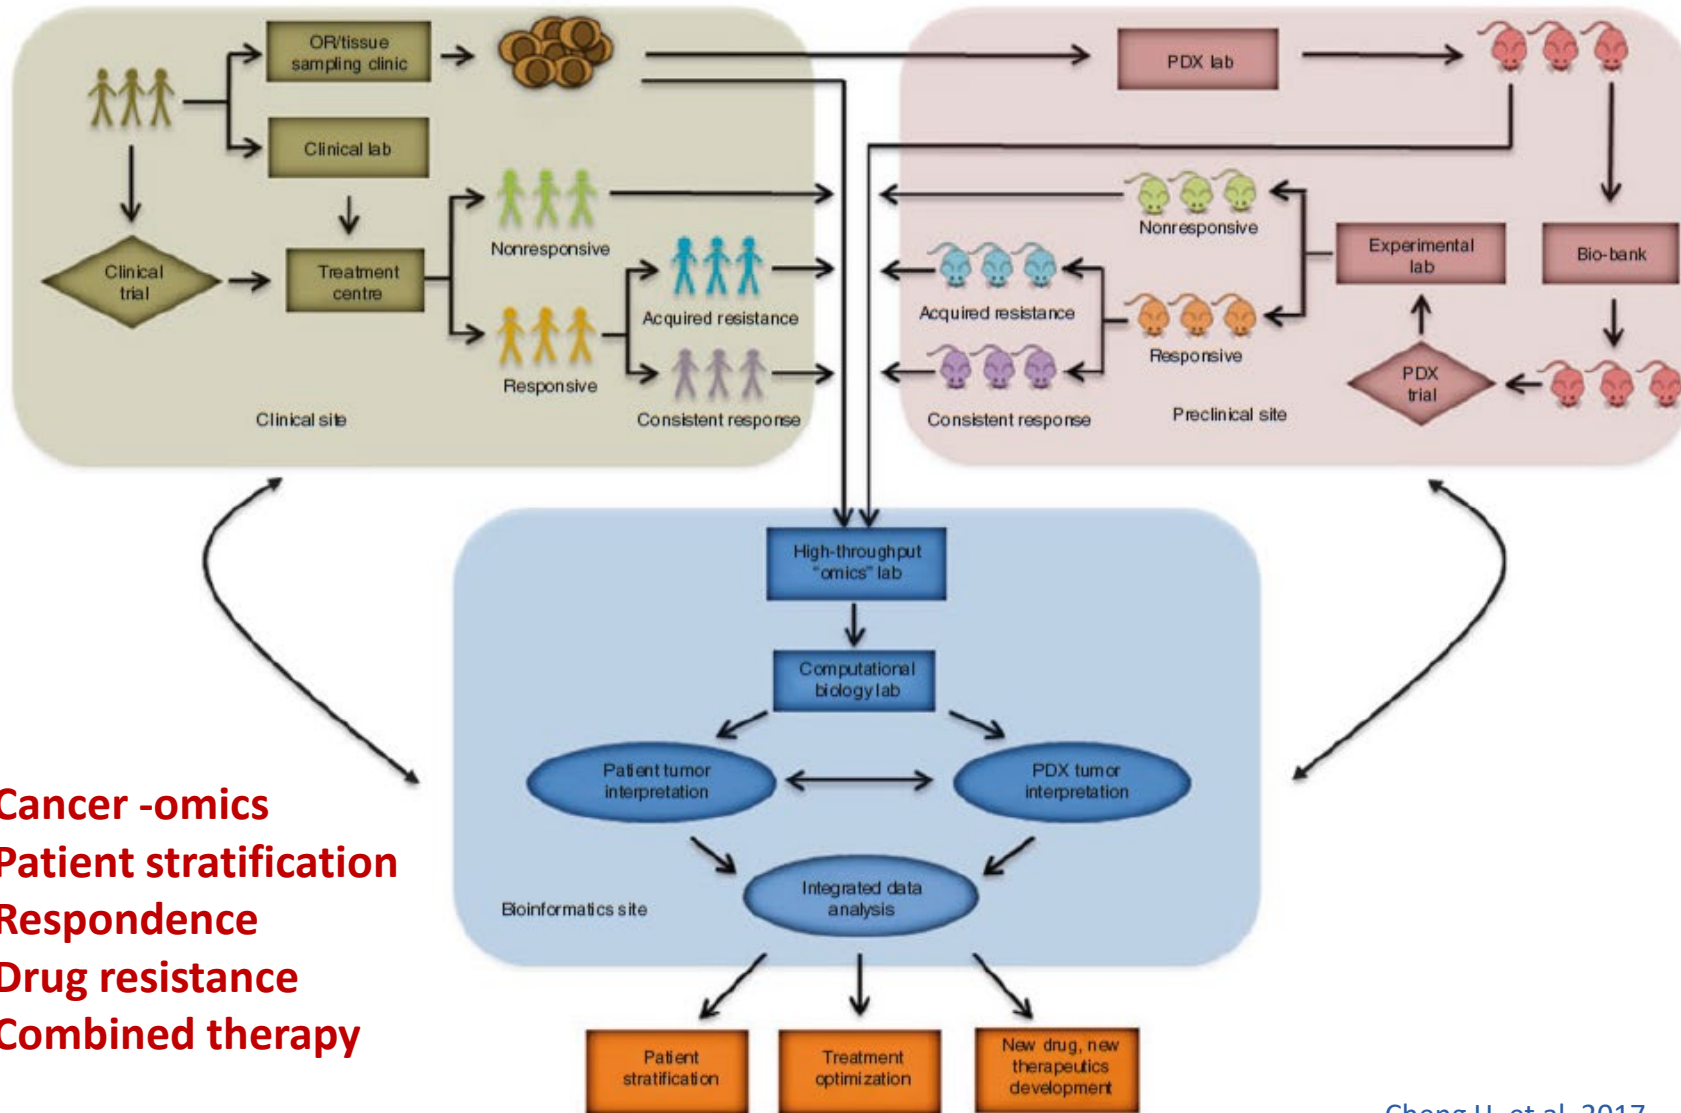 OR/tissue
sampling clinic
Clinical lab
Clinical
trial
Treatment
centre
Nonresponsive
Responsive
Acquired resistance
Consistent response
Clinical site
PDX lab
Nonresponsive
Experimental
lab
Bio-bank
Acquired resistance
Responsive
PDX
trial
Consistent response
Preclinical site
High-throughput
"omics" lab
Computational
biology lab
Patient tumor
interpretation
PDX tumor
interpretation
Integrated data
analysis
Bioinformatics site
Cancer -omics
Patient stratification
Respondence
Drug resistance
Combined therapy
Patient
stratification
Treatment
optimization
New drug, new
therapeutics
development
et al. 2017